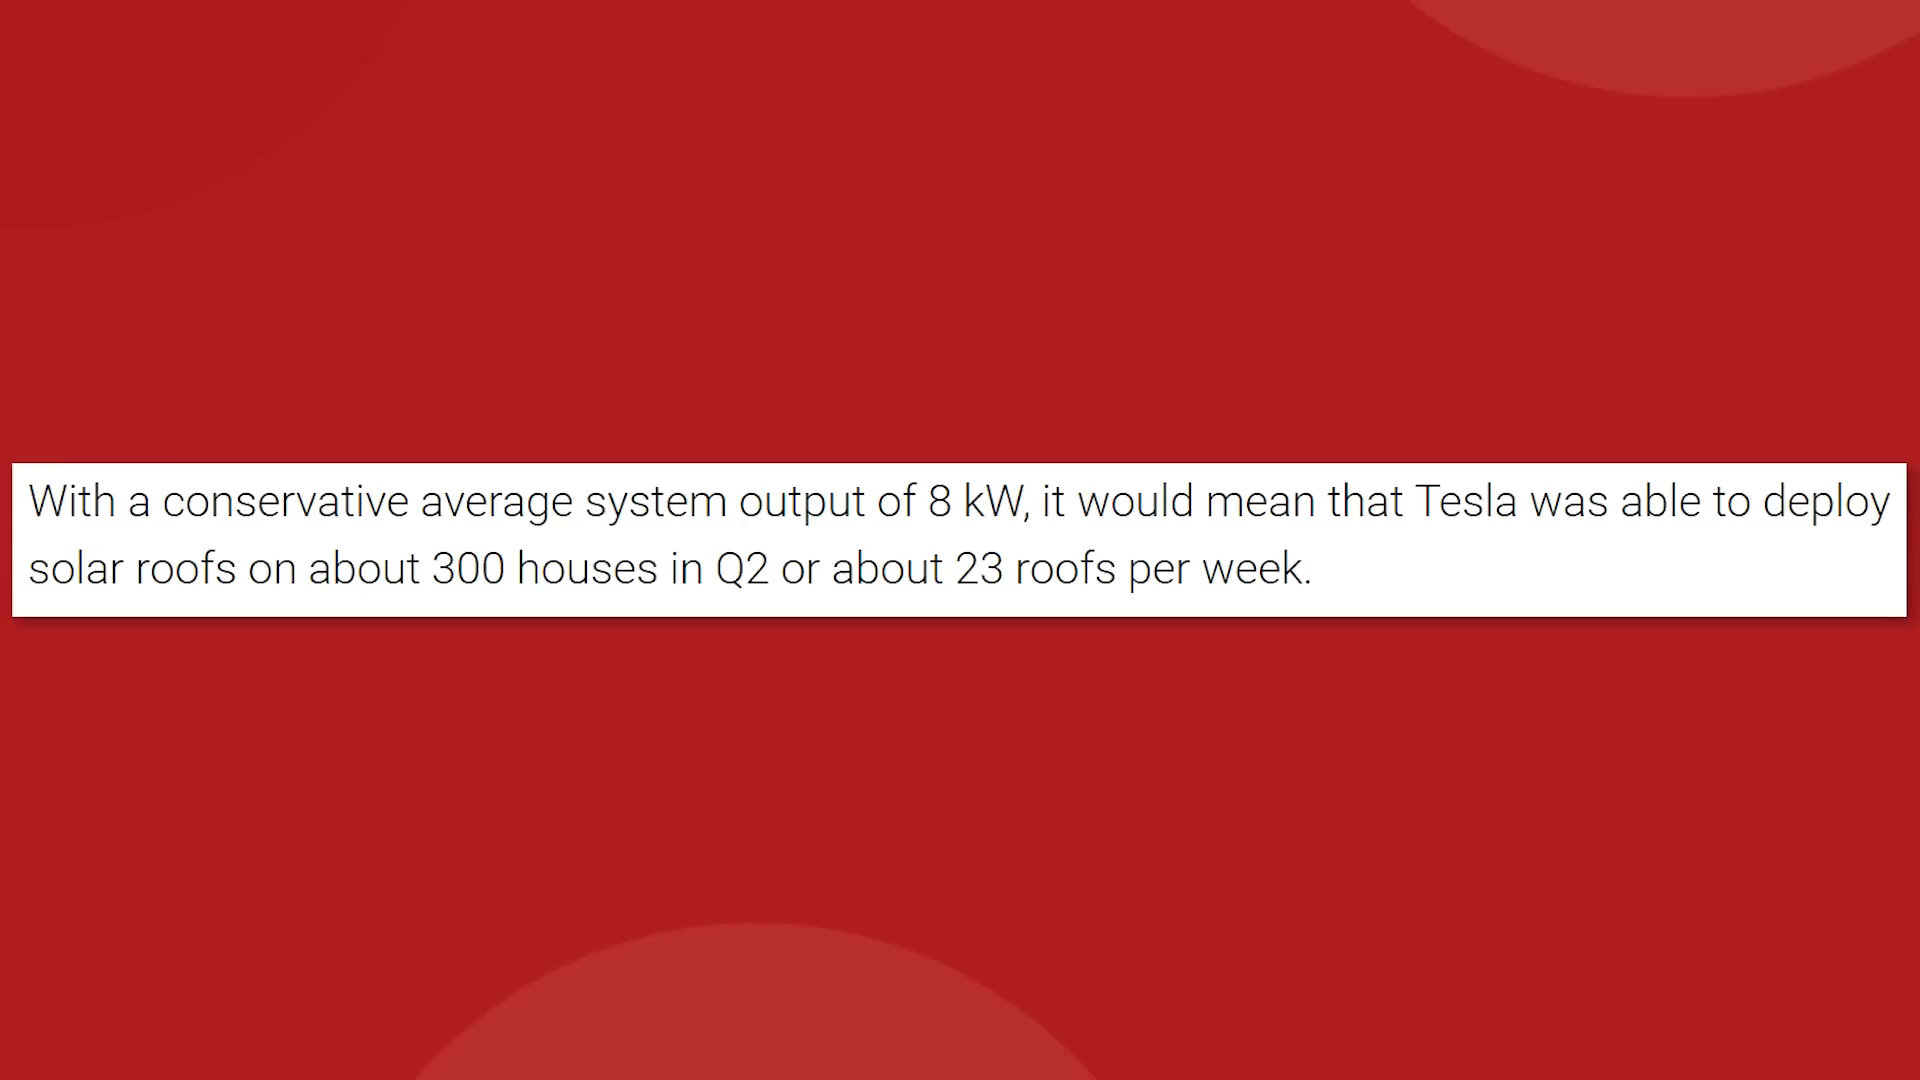 With a conservative average system output of 8 kW, it would mean that Tesla was able to deploy
solar roofs on about 300 houses in Q2 or about 23 roofs per week.